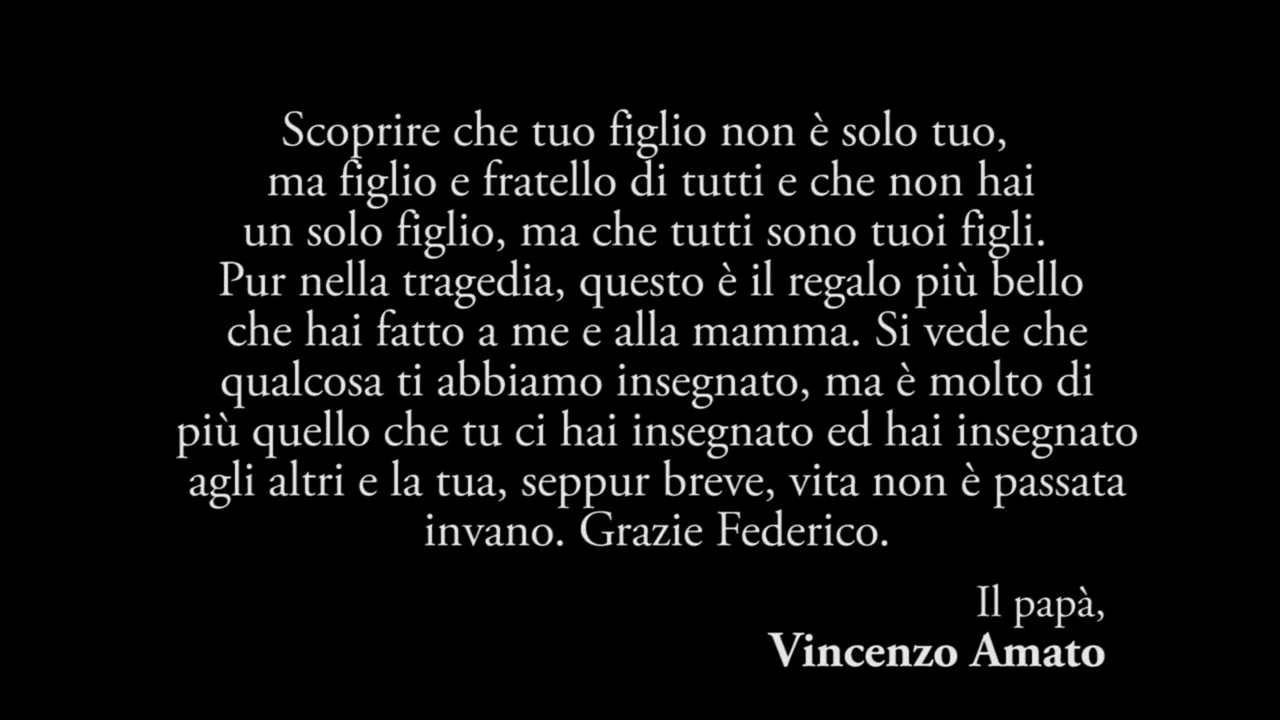 Scoprire che tuo figlio non è solo tuo,
ma figlio e fratello di tutti e che non hai
un solo figlio, ma che tutti sono tuoi figli.
Pur nella tragedia, questo è il regalo più bello
che hai fatto a me e alla mamma. Si vede che
qualcosa ti abbiamo insegnato, ma è molto di
più quello che tu ci hai insegnato ed hai insegnato
agli altri e la tua, seppur breve, vita non è passata
invano. Grazie Federico.
Il papà,
Vincenzo Amato